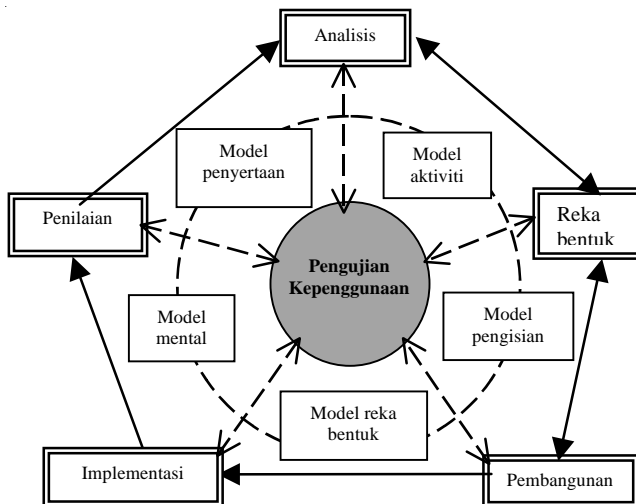 Analisis
Model
penyertaan
Model
aktiviti
Penilaian
Reka
bentuk
Pengujian
Kepenggunaan
Model
mental
Model
pengisian
Model reka
bentuk
Implementasi
Pembangunan